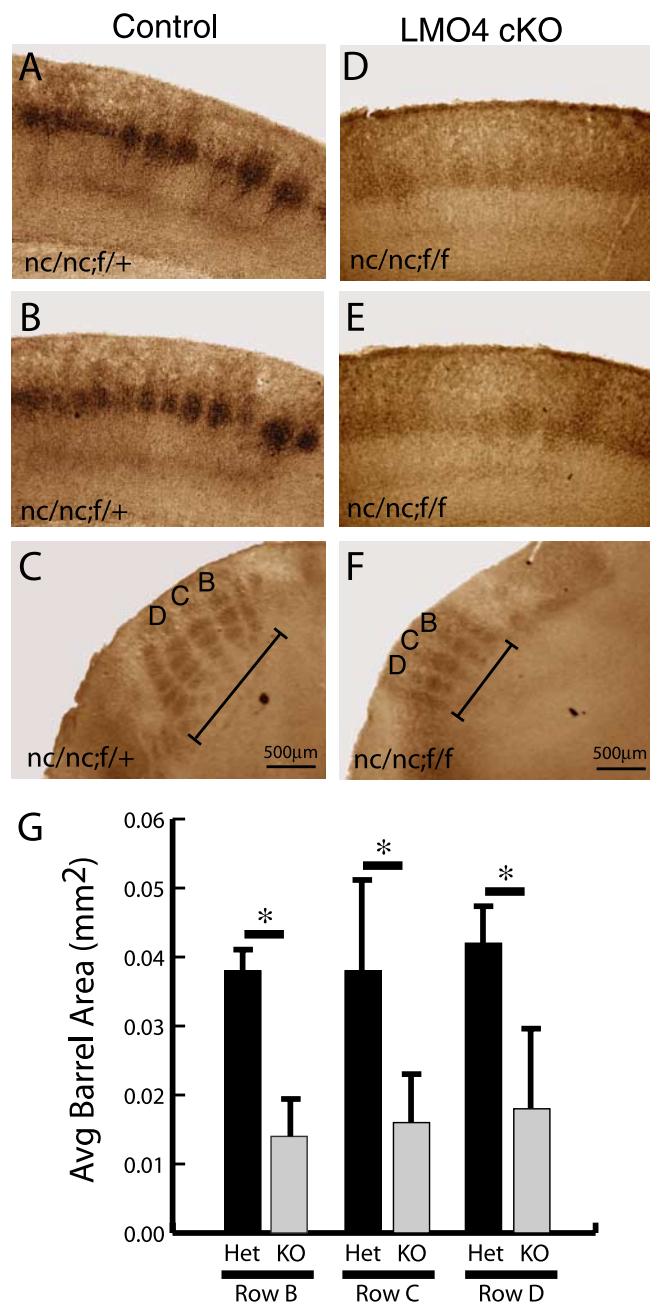 Control
LMO4 cKO
A
nc/nc;f/+
D
nc/nc;f/f
B
nc/nc;f/+
E
nc/nc;f/f
C
D C B
nc/nc;f/+
500µm
F
D C B
nc/nc;f/f
500µm
G
Avg Barrel Area (mm²)
0.06
0.05
0.04
0.03
0.02
0.01
0.00
*
*
*
Het KO Het KO Het KO
Row B Row C Row D